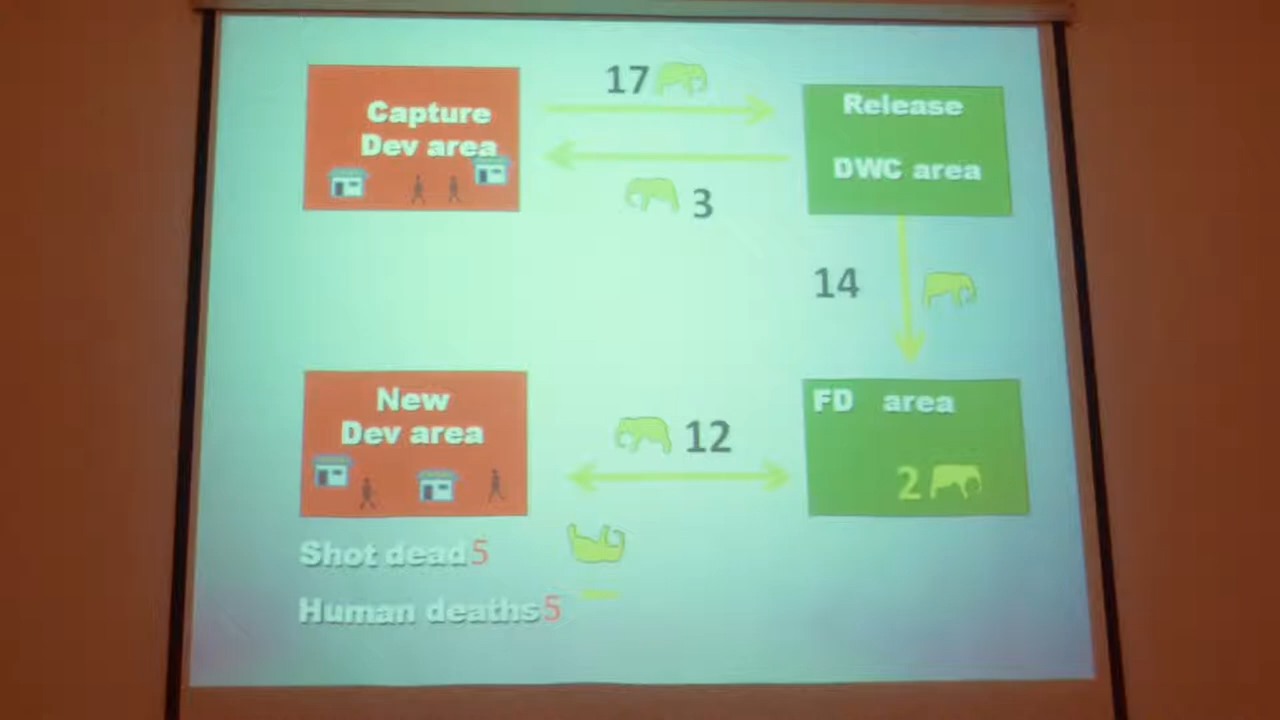 17
Capture
Dev area
Release
DWC area
3
14
New
Dev area
FD area
12
2
Shot dead 5
Human deaths 5